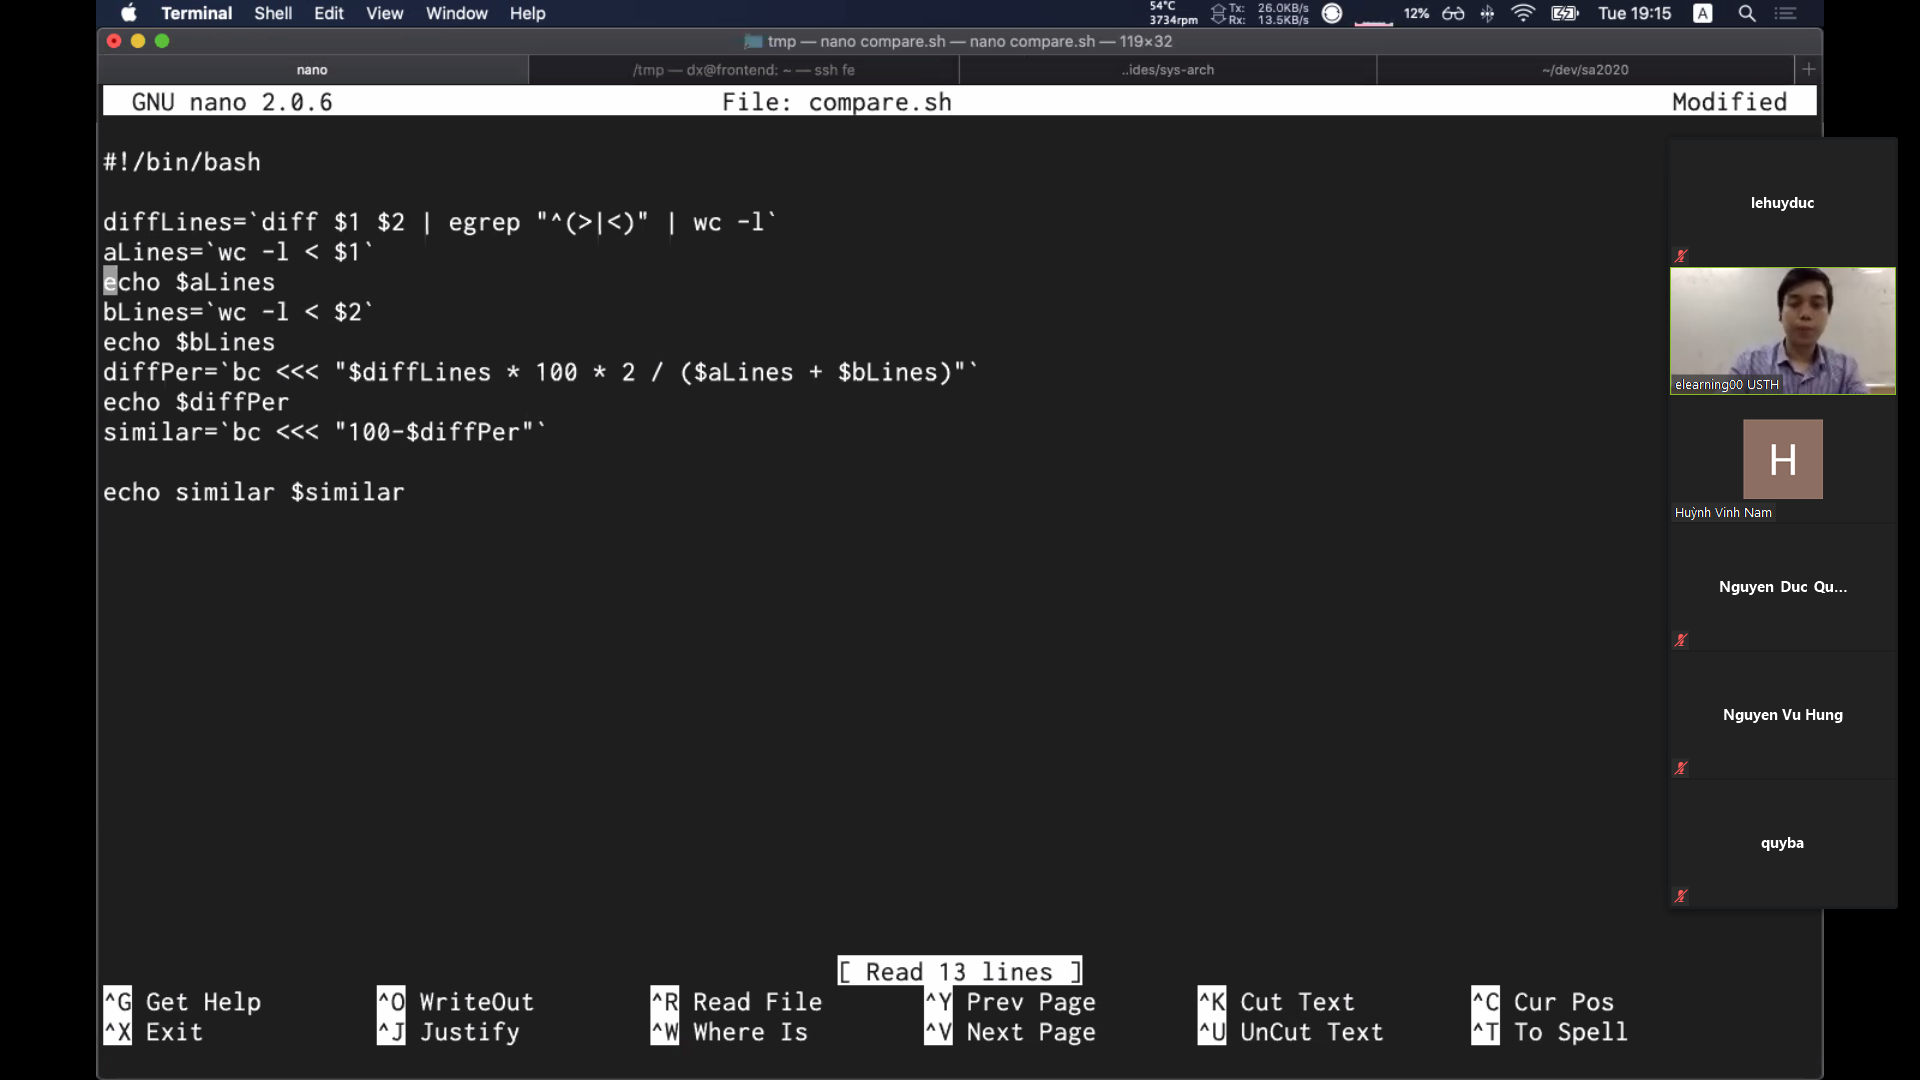 Terminal Shell Edit View Window Help
54°C
3734rpm
Tx: 26.0KB/s
Rx: 13.5KB/s
12%
Tue 19:15
A
tmp — nano compare.sh — nano compare.sh — 119×32
nano
/tmp — dx@frontend: ~ — ssh fe
..ides/sys-arch
~/dev/sa2020
+
GNU nano 2.0.6 File: compare.sh Modified
#!/bin/bash
diffLines=`diff $1 $2 | egrep "^(>|<)" | wc -l`
aLines=`wc -l < $1`
echo $aLines
bLines=`wc -l < $2`
echo $bLines
diffPer=`bc <<< "$diffLines * 100 * 2 / ($aLines + $bLines)"`
echo $diffPer
similar=`bc <<< "100-$diffPer"`
echo similar $similar
[ Read 13 lines ]
^G Get Help ^O WriteOut ^R Read File ^Y Prev Page ^K Cut Text ^C Cur Pos
^X Exit ^J Justify ^W Where Is ^V Next Page ^U UnCut Text ^T To Spell
lehuyduc
elearning00 USTH
H
Huỳnh Vinh Nam
Nguyen Duc Qu...
Nguyen Vu Hung
quyba